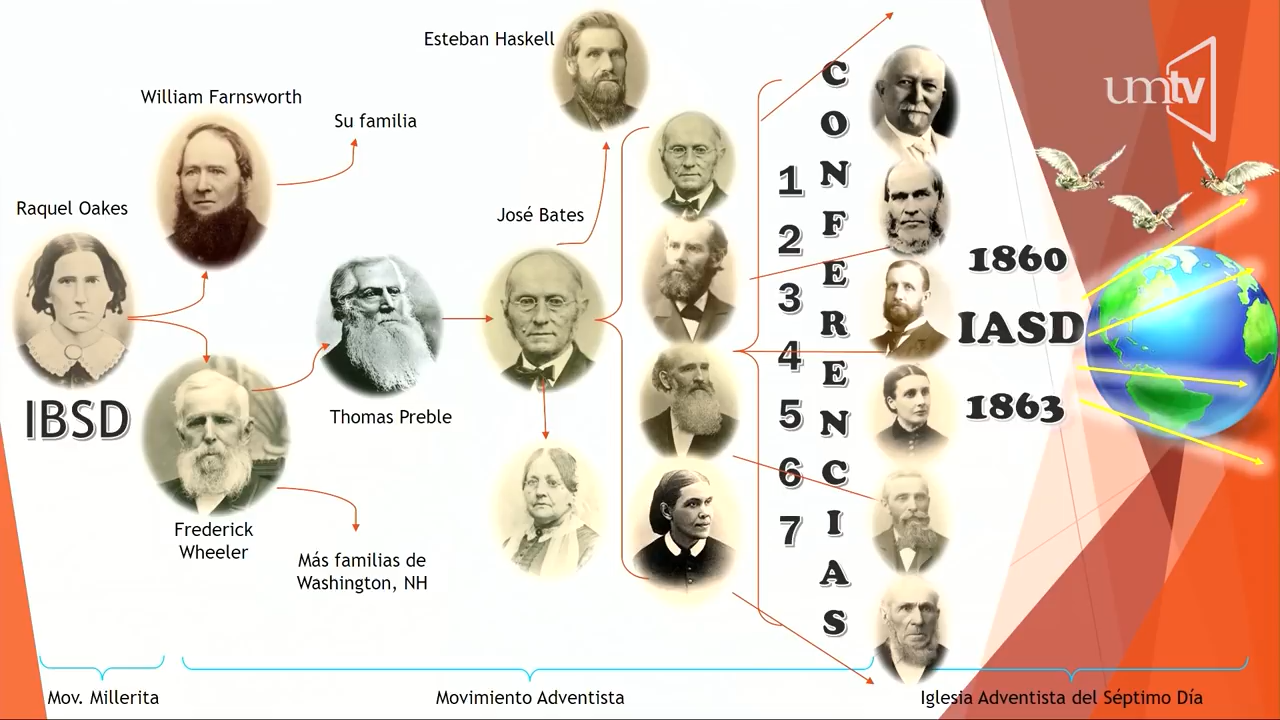 Esteban Haskell
William Farnsworth
Su familia
Raquel Oakes
José Bates
IBSD
Thomas Preble
Frederick
Wheeler
Más familias de
Washington, NH
1
2
3
4
5
6
7
CONFERENCIAS
1860
IASD
1863
umtv
Mov. Millerita
Movimiento Adventista
Iglesia Adventista del Séptimo Día